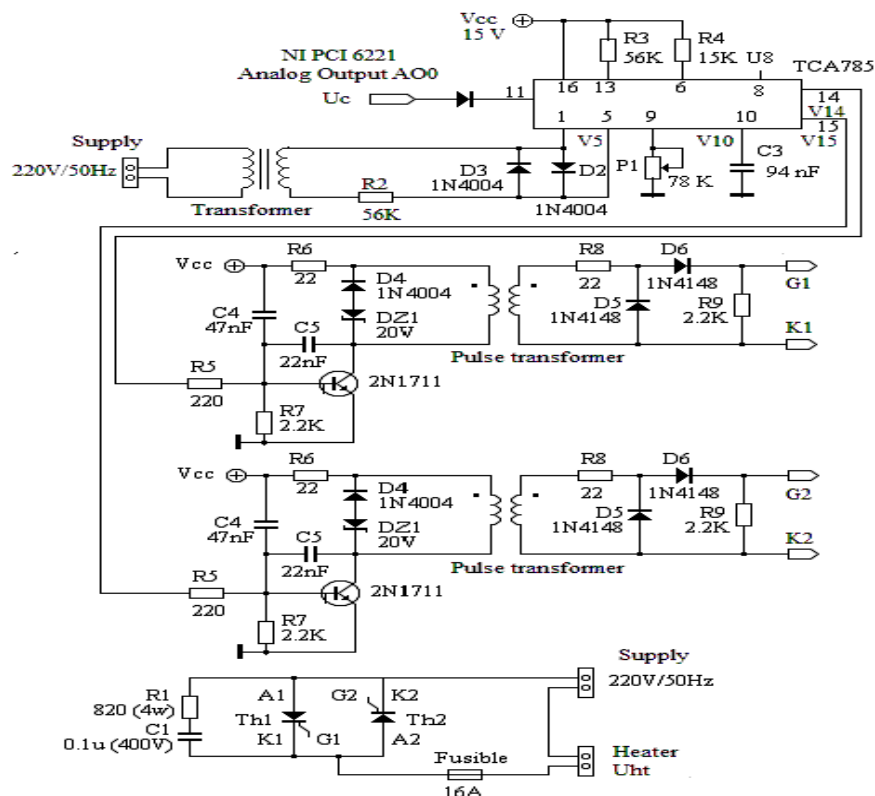 Vcc
15 V
R3
56K
R4
15K
U8
TCA785
NI PCI 6221
Analog Output AO0
Uc
11
16
13
6
8
14
V14
15
V15
1
5
9
10
V5
V10
Supply
220V/50Hz
Transformer
R2
56K
D3
1N4004
D2
1N4004
P1
78 K
C3
94 nF
Vcc
R6
22
D4
1N4004
DZ1
20V
C4
47nF
C5
22nF
R5
220
R7
2.2K
2N1711
Pulse transformer
R8
22
D6
1N4148
D5
1N4148
R9
2.2K
G1
K1
Vcc
R6
22
D4
1N4004
DZ1
20V
C4
47nF
C5
22nF
R5
220
R7
2.2K
2N1711
Pulse transformer
R8
22
D6
1N4148
D5
1N4148
R9
2.2K
G2
K2
R1
820 (4w)
C1
0.1u (400V)
A1
Th1
K1
G1
G2
K2
Th2
A2
Fusible
16A
Supply
220V/50Hz
Heater
Uht